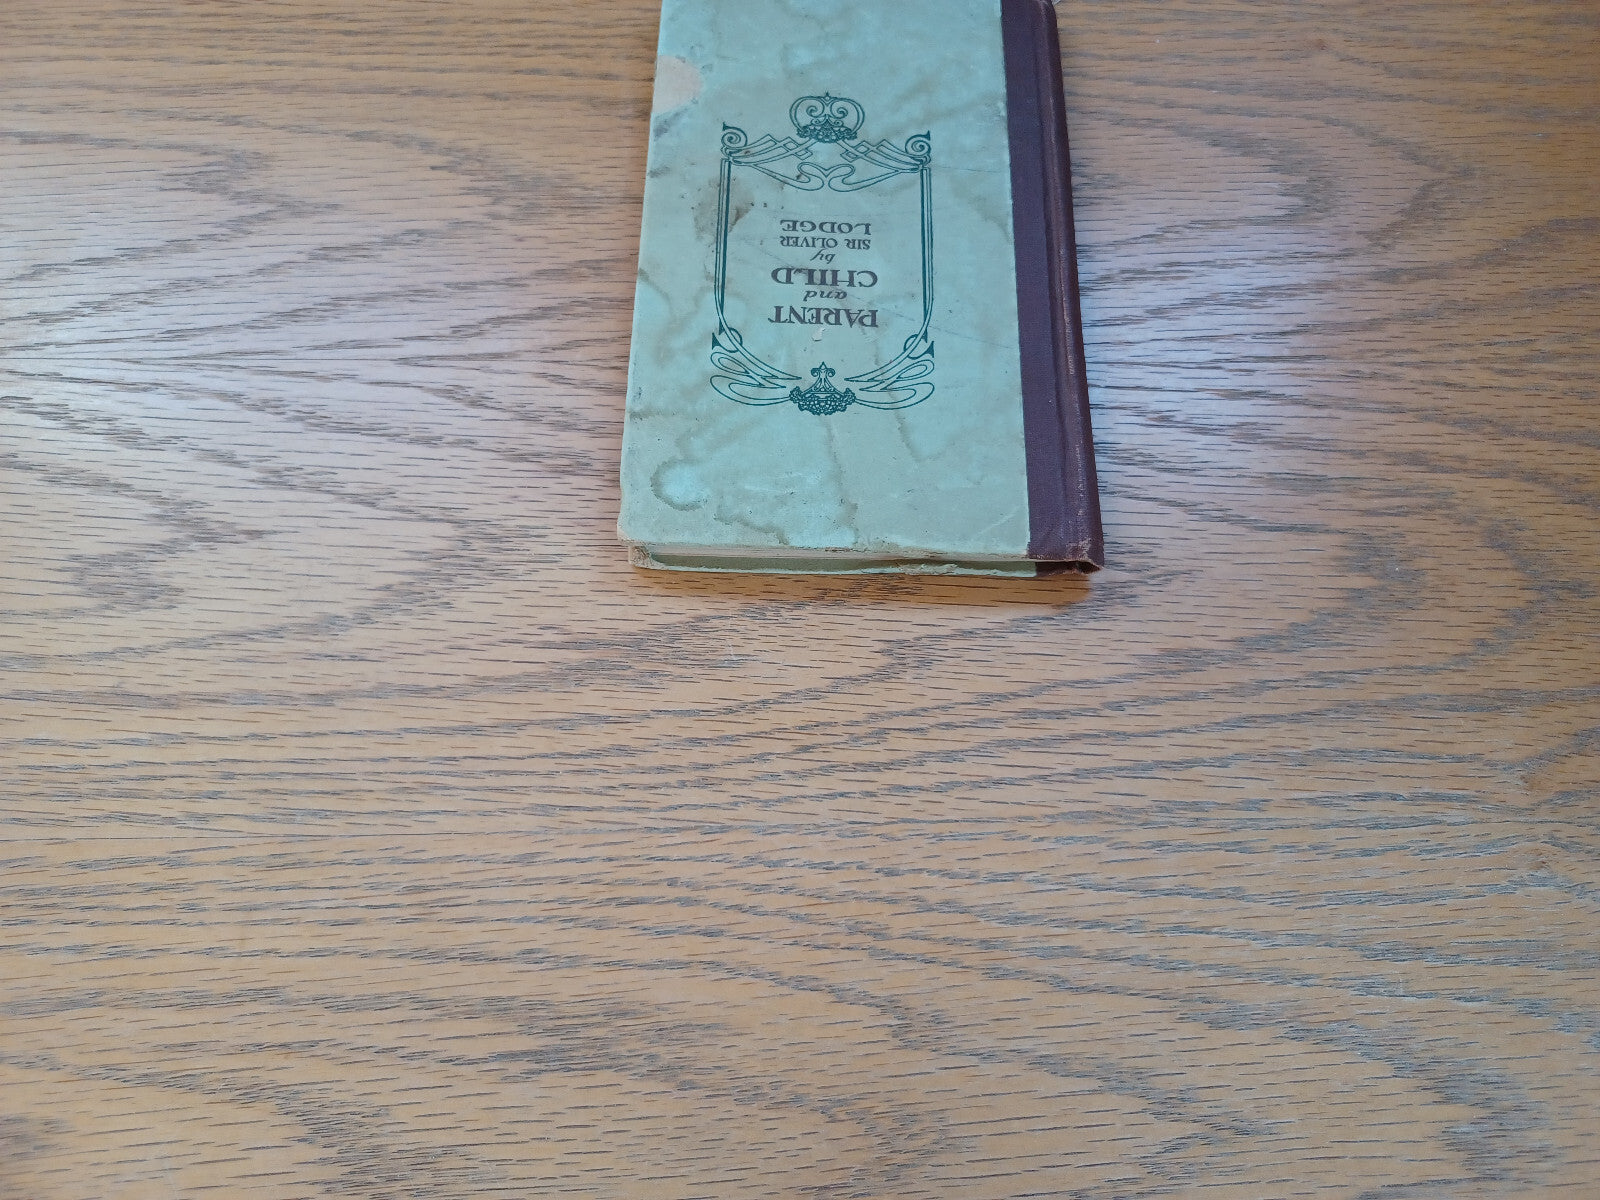 PARENT
and
CHILD
by
SIR OLIVER
LODGE